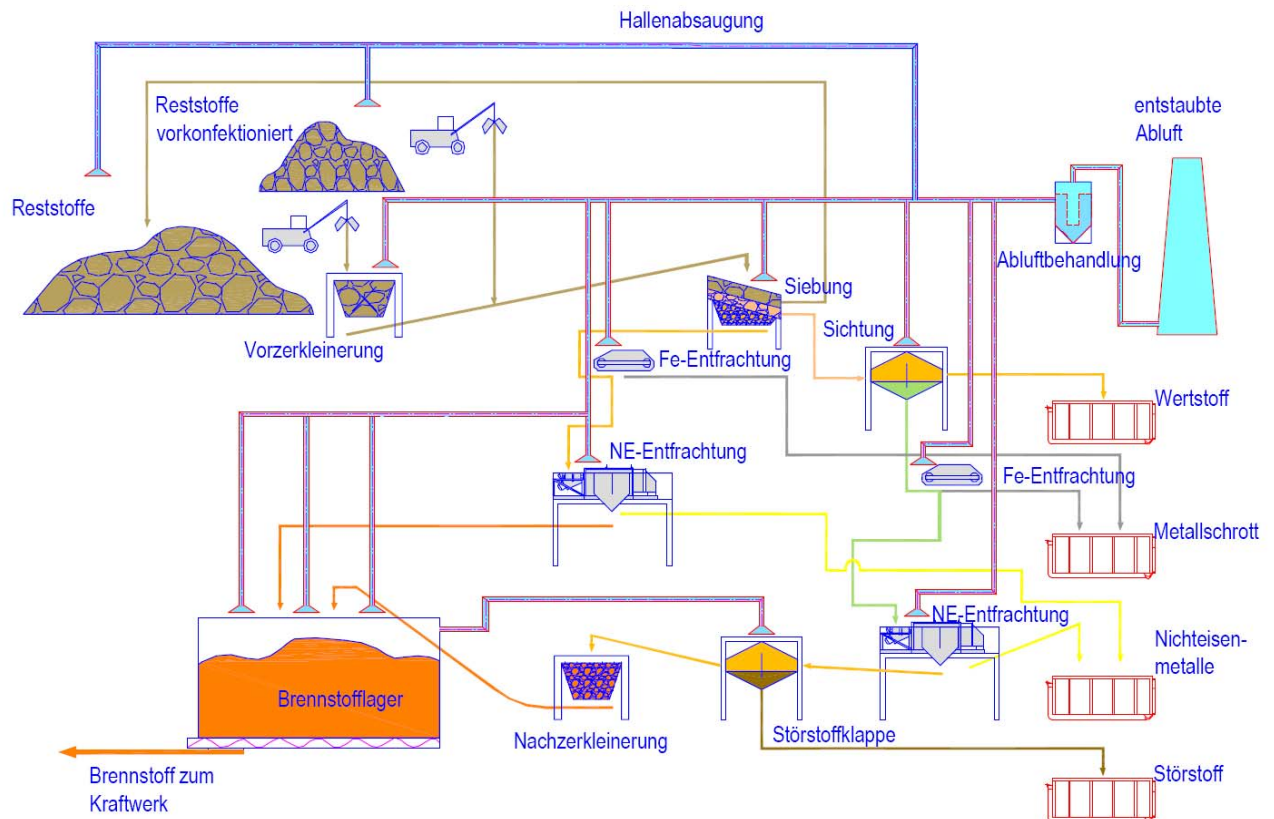 Hallenabsaugung
Reststoffe
vorkonfektioniert
entstaubte
Abluft
Reststoffe
Abluftbehandlung
Siebung
Vorzerkleinerung
Sichtung
Fe-Entfrachtung
Wertstoff
NE-Entfrachtung
Fe-Entfrachtung
Metallschrott
NE-Entfrachtung
Nichteisen-
metalle
Brennstofflager
Nachzerkleinerung
Störstoffklappe
Brennstoff zum
Kraftwerk
Störstoff